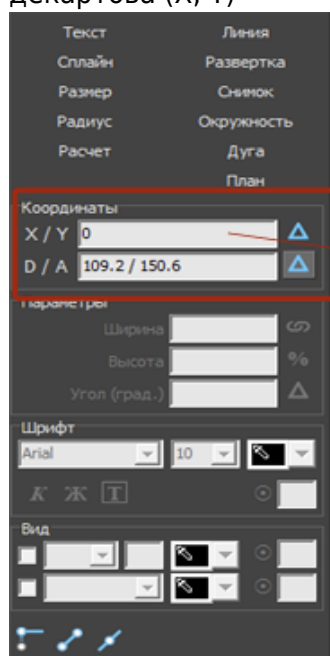 декартова (X, Y)
Текст Линия
Сплайн Развертка
Размер Снимок
Радиус Окружность
Расчет Дуга
План
Координаты
X / Y 0
D / A 109.2 / 150.6
Параметры
Ширина
Высота %
Угол (град.)
Шрифт
Arial 10
К Ж T
Вид